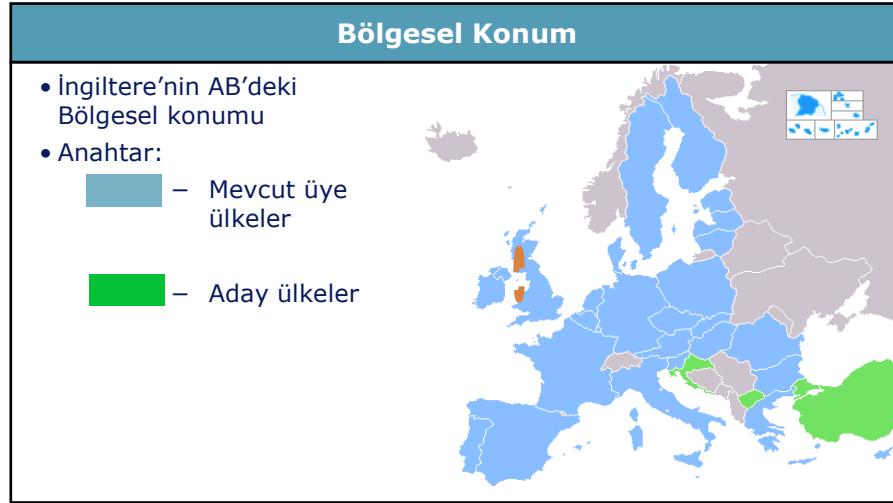 Bölgesel Konum
• İngiltere’nin AB’deki
Bölgesel konumu
• Anahtar:
– Mevcut üye
ülkeler
– Aday ülkeler